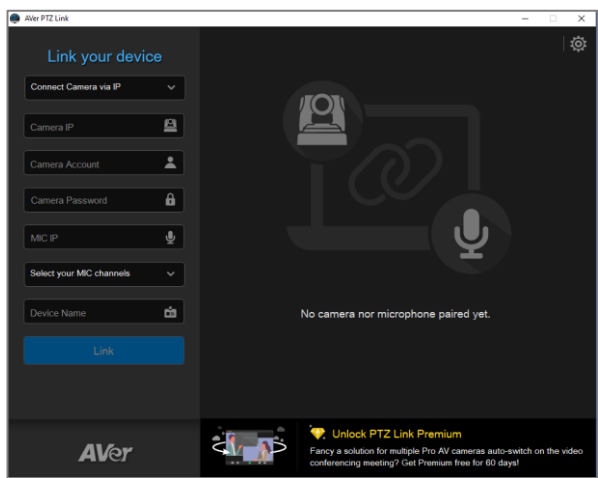 AVer PTZ Link
Link your device
Connect Camera via IP
Camera IP
Camera Account
Camera Password
MIC IP
Select your MIC channels
Device Name
Link
No camera nor microphone paired yet.
AVer
Unlock PTZ Link Premium
Fancy a solution for multiple Pro AV cameras auto-switch on the video
conferencing meeting? Get Premium free for 60 days!